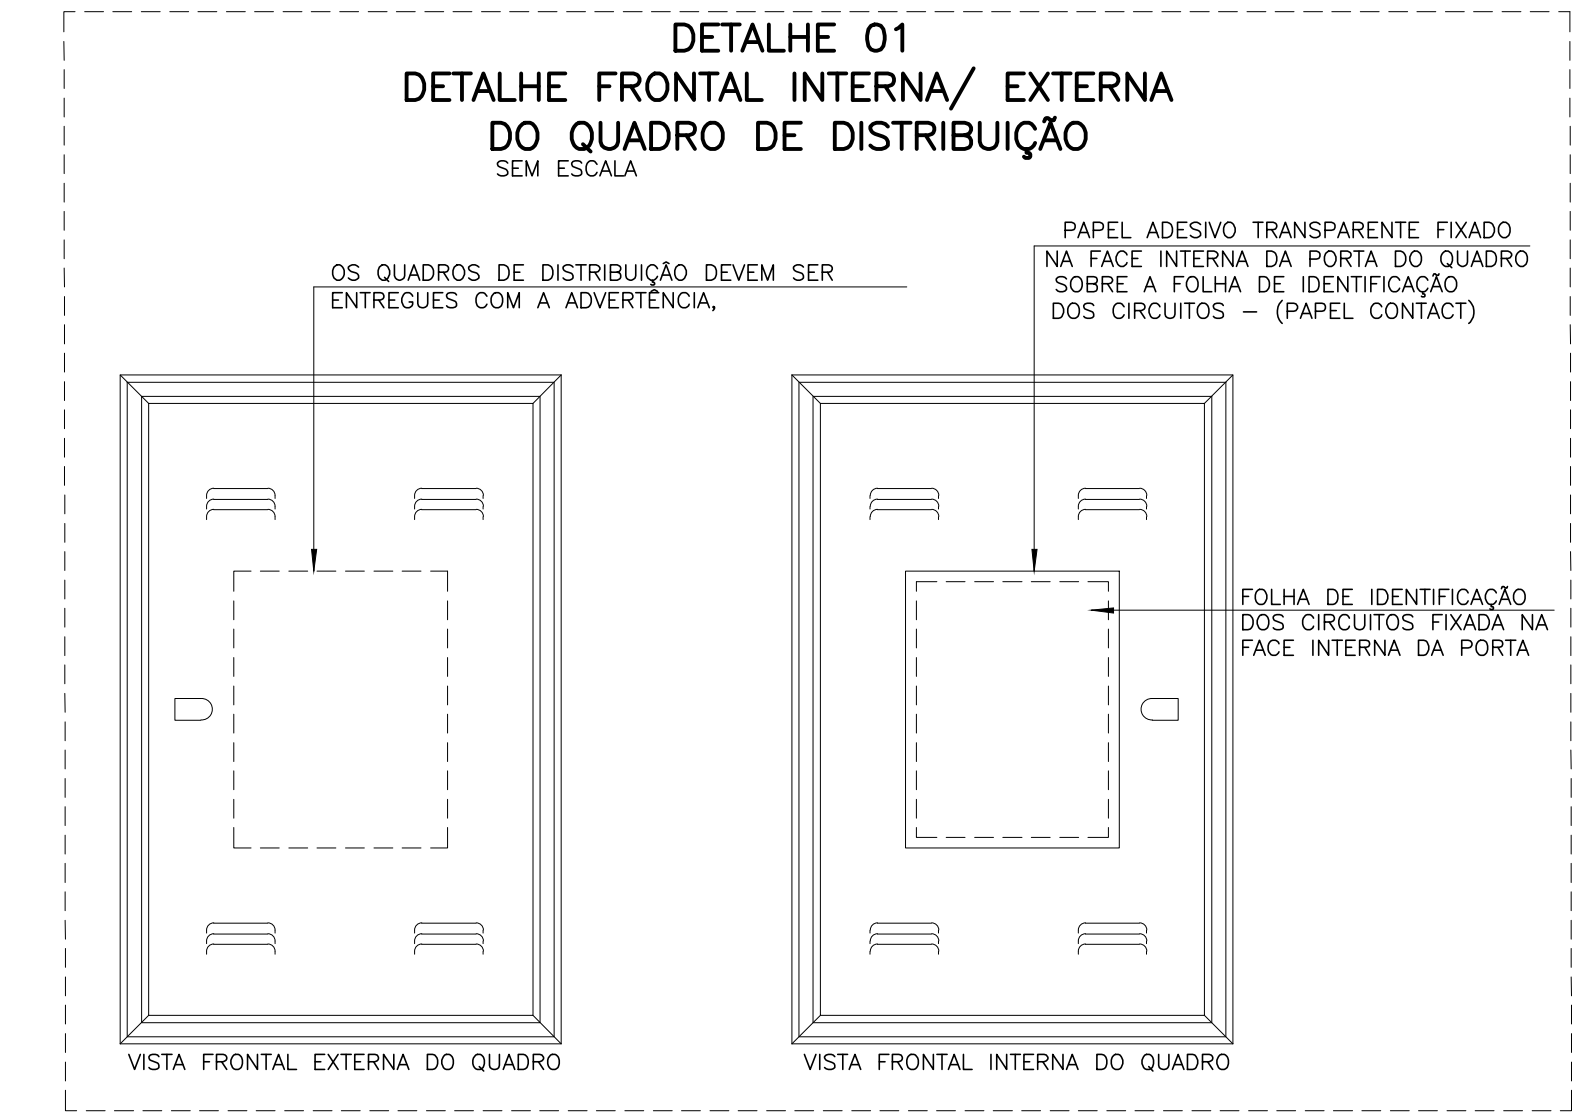 DETALHE 01
DETALHE FRONTAL INTERNA/ EXTERNA
DO QUADRO DE DISTRIBUIÇÃO
SEM ESCALA
OS QUADROS DE DISTRIBUIÇÂO DEVEM SER
ENTREGUES COM A ADVERTÊNCIA,
PAPEL ADESIVO TRANSPARENTE FIXADO
NA FACE INTERNA DA PORTA DO QUADRO
SOBRE A FOLHA DE IDENTIFICAÇÃO
DOS CIRCUITOS – (PAPEL CONTACT)
FOLHA DE IDENTIFICAÇÃO
DOS CIRCUITOS FIXADA NA
FACE INTERNA DA PORTA
VISTA FRONTAL EXTERNA DO QUADRO
VISTA FRONTAL INTERNA DO QUADRO